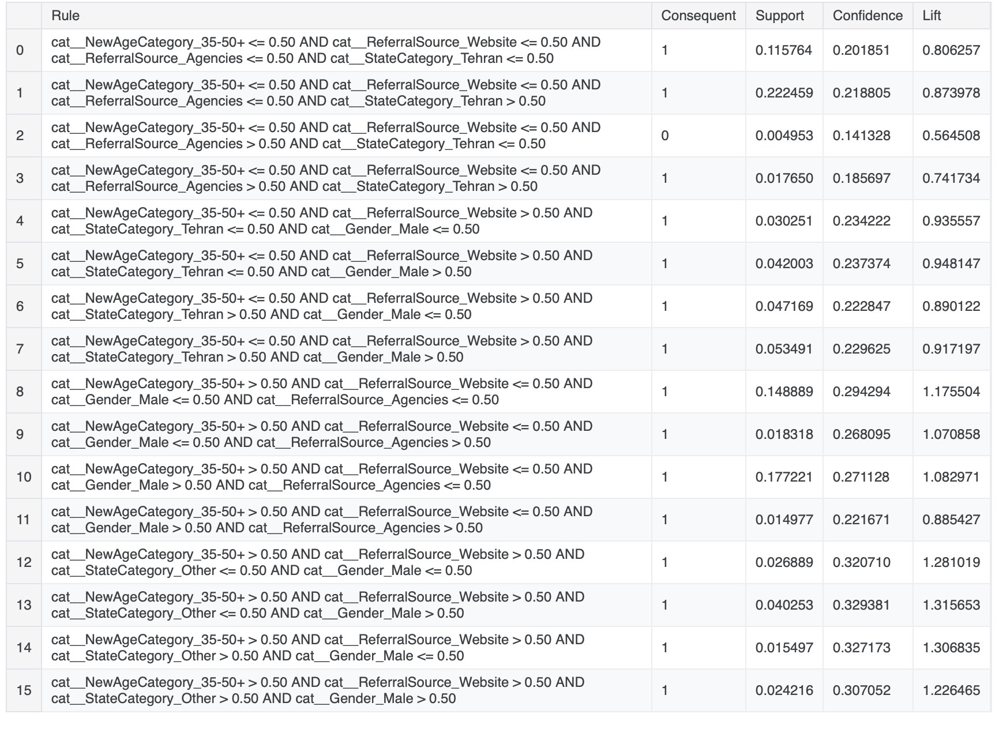 Rule Consequent Support Confidence Lift
0 cat__NewAgeCategory_35-50+ <= 0.50 AND cat__ReferralSource_Website <= 0.50 AND
cat__ReferralSource_Agencies <= 0.50 AND cat__StateCategory_Tehran <= 0.50 1 0.115764 0.201851 0.806257
1 cat__NewAgeCategory_35-50+ <= 0.50 AND cat__ReferralSource_Website <= 0.50 AND
cat__ReferralSource_Agencies <= 0.50 AND cat__StateCategory_Tehran > 0.50 1 0.222459 0.218805 0.873978
2 cat__NewAgeCategory_35-50+ <= 0.50 AND cat__ReferralSource_Website <= 0.50 AND
cat__ReferralSource_Agencies > 0.50 AND cat__StateCategory_Tehran <= 0.50 0 0.004953 0.141328 0.564508
3 cat__NewAgeCategory_35-50+ <= 0.50 AND cat__ReferralSource_Website <= 0.50 AND
cat__ReferralSource_Agencies > 0.50 AND cat__StateCategory_Tehran > 0.50 1 0.017650 0.185697 0.741734
4 cat__NewAgeCategory_35-50+ <= 0.50 AND cat__ReferralSource_Website > 0.50 AND
cat__StateCategory_Tehran <= 0.50 AND cat__Gender_Male <= 0.50 1 0.030251 0.234222 0.935557
5 cat__NewAgeCategory_35-50+ <= 0.50 AND cat__ReferralSource_Website > 0.50 AND
cat__StateCategory_Tehran <= 0.50 AND cat__Gender_Male > 0.50 1 0.042003 0.237374 0.948147
6 cat__NewAgeCategory_35-50+ <= 0.50 AND cat__ReferralSource_Website > 0.50 AND
cat__StateCategory_Tehran > 0.50 AND cat__Gender_Male <= 0.50 1 0.047169 0.222847 0.890122
7 cat__NewAgeCategory_35-50+ <= 0.50 AND cat__ReferralSource_Website > 0.50 AND
cat__StateCategory_Tehran > 0.50 AND cat__Gender_Male > 0.50 1 0.053491 0.229625 0.917197
8 cat__NewAgeCategory_35-50+ > 0.50 AND cat__ReferralSource_Website <= 0.50 AND
cat__Gender_Male <= 0.50 AND cat__ReferralSource_Agencies <= 0.50 1 0.148889 0.294294 1.175504
9 cat__NewAgeCategory_35-50+ > 0.50 AND cat__ReferralSource_Website <= 0.50 AND
cat__Gender_Male <= 0.50 AND cat__ReferralSource_Agencies > 0.50 1 0.018318 0.268095 1.070858
10 cat__NewAgeCategory_35-50+ > 0.50 AND cat__ReferralSource_Website <= 0.50 AND
cat__Gender_Male > 0.50 AND cat__ReferralSource_Agencies <= 0.50 1 0.177221 0.271128 1.082971
11 cat__NewAgeCategory_35-50+ > 0.50 AND cat__ReferralSource_Website <= 0.50 AND
cat__Gender_Male > 0.50 AND cat__ReferralSource_Agencies > 0.50 1 0.014977 0.221671 0.885427
12 cat__NewAgeCategory_35-50+ > 0.50 AND cat__ReferralSource_Website > 0.50 AND
cat__StateCategory_Other <= 0.50 AND cat__Gender_Male <= 0.50 1 0.026889 0.320710 1.281019
13 cat__NewAgeCategory_35-50+ > 0.50 AND cat__ReferralSource_Website > 0.50 AND
cat__StateCategory_Other <= 0.50 AND cat__Gender_Male > 0.50 1 0.040253 0.329381 1.315653
14 cat__NewAgeCategory_35-50+ > 0.50 AND cat__ReferralSource_Website > 0.50 AND
cat__StateCategory_Other > 0.50 AND cat__Gender_Male <= 0.50 1 0.015497 0.327173 1.306835
15 cat__NewAgeCategory_35-50+ > 0.50 AND cat__ReferralSource_Website > 0.50 AND
cat__StateCategory_Other > 0.50 AND cat__Gender_Male > 0.50 1 0.024216 0.307052 1.226465